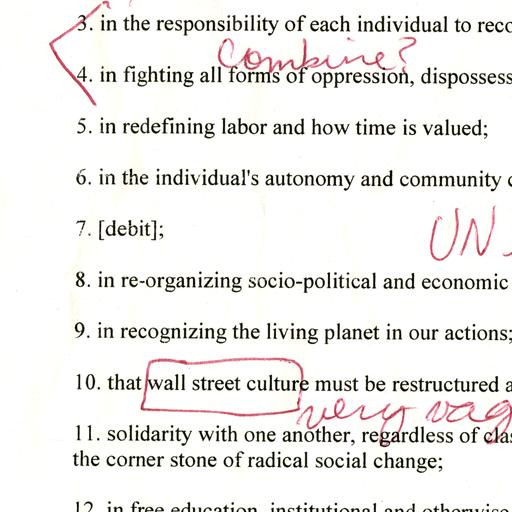 3. in the responsibility of each individual to reco
Combine?
4. in fighting all forms of oppression, dispossess
5. in redefining labor and how time is valued;
6. in the individual's autonomy and community c
7. [debit];
UN
8. in re-organizing socio-political and economic
9. in recognizing the living planet in our actions;
10. that wall street culture must be restructured a
very vag
11. solidarity with one another, regardless of clas
the corner stone of radical social change;
12. in free education, institutional and otherwise